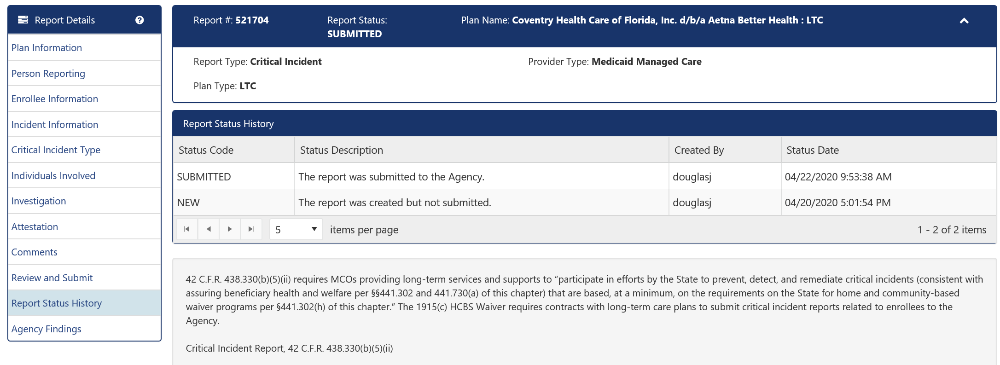 Report Details
Plan Information
Person Reporting
Enrollee Information
Incident Information
Critical Incident Type
Individuals Involved
Investigation
Attestation
Comments
Review and Submit
Report Status History
Agency Findings
Report #: 521704
Report Status:
SUBMITTED
Plan Name: Coventry Health Care of Florida, Inc. d/b/a Aetna Better Health : LTC
Report Type: Critical Incident
Provider Type: Medicaid Managed Care
Plan Type: LTC
Report Status History
Status Code Status Description Created By Status Date
SUBMITTED The report was submitted to the Agency. douglasj 04/22/2020 9:53:38 AM
NEW The report was created but not submitted. douglasj 04/20/2020 5:01:54 PM
5 items per page 1 - 2 of 2 items
42 C.F.R. 438.330(b)(5)(ii) requires MCOs providing long-term services and supports to “participate in efforts by the State to prevent, detect, and remediate critical incidents (consistent with
assuring beneficiary health and welfare per §§441.302 and 441.730(a) of this chapter) that are based, at a minimum, on the requirements on the State for home and community-based
waiver programs per §441.302(h) of this chapter.” The 1915(c) HCBS Waiver requires contracts with long-term care plans to submit critical incident reports related to enrollees to the
Agency.
Critical Incident Report, 42 C.F.R. 438.330(b)(5)(ii)